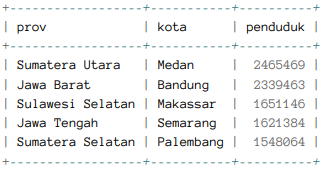 +----------------+-----------+----------+
| prov | kota | penduduk |
+----------------+-----------+----------+
| Sumatera Utara | Medan | 2465469 |
| Jawa Barat | Bandung | 2339463 |
| Sulawesi Selatan | Makassar | 1651146 |
| Jawa Tengah | Semarang | 1621384 |
| Sumatera Selatan | Palembang | 1548064 |
+----------------+-----------+----------+